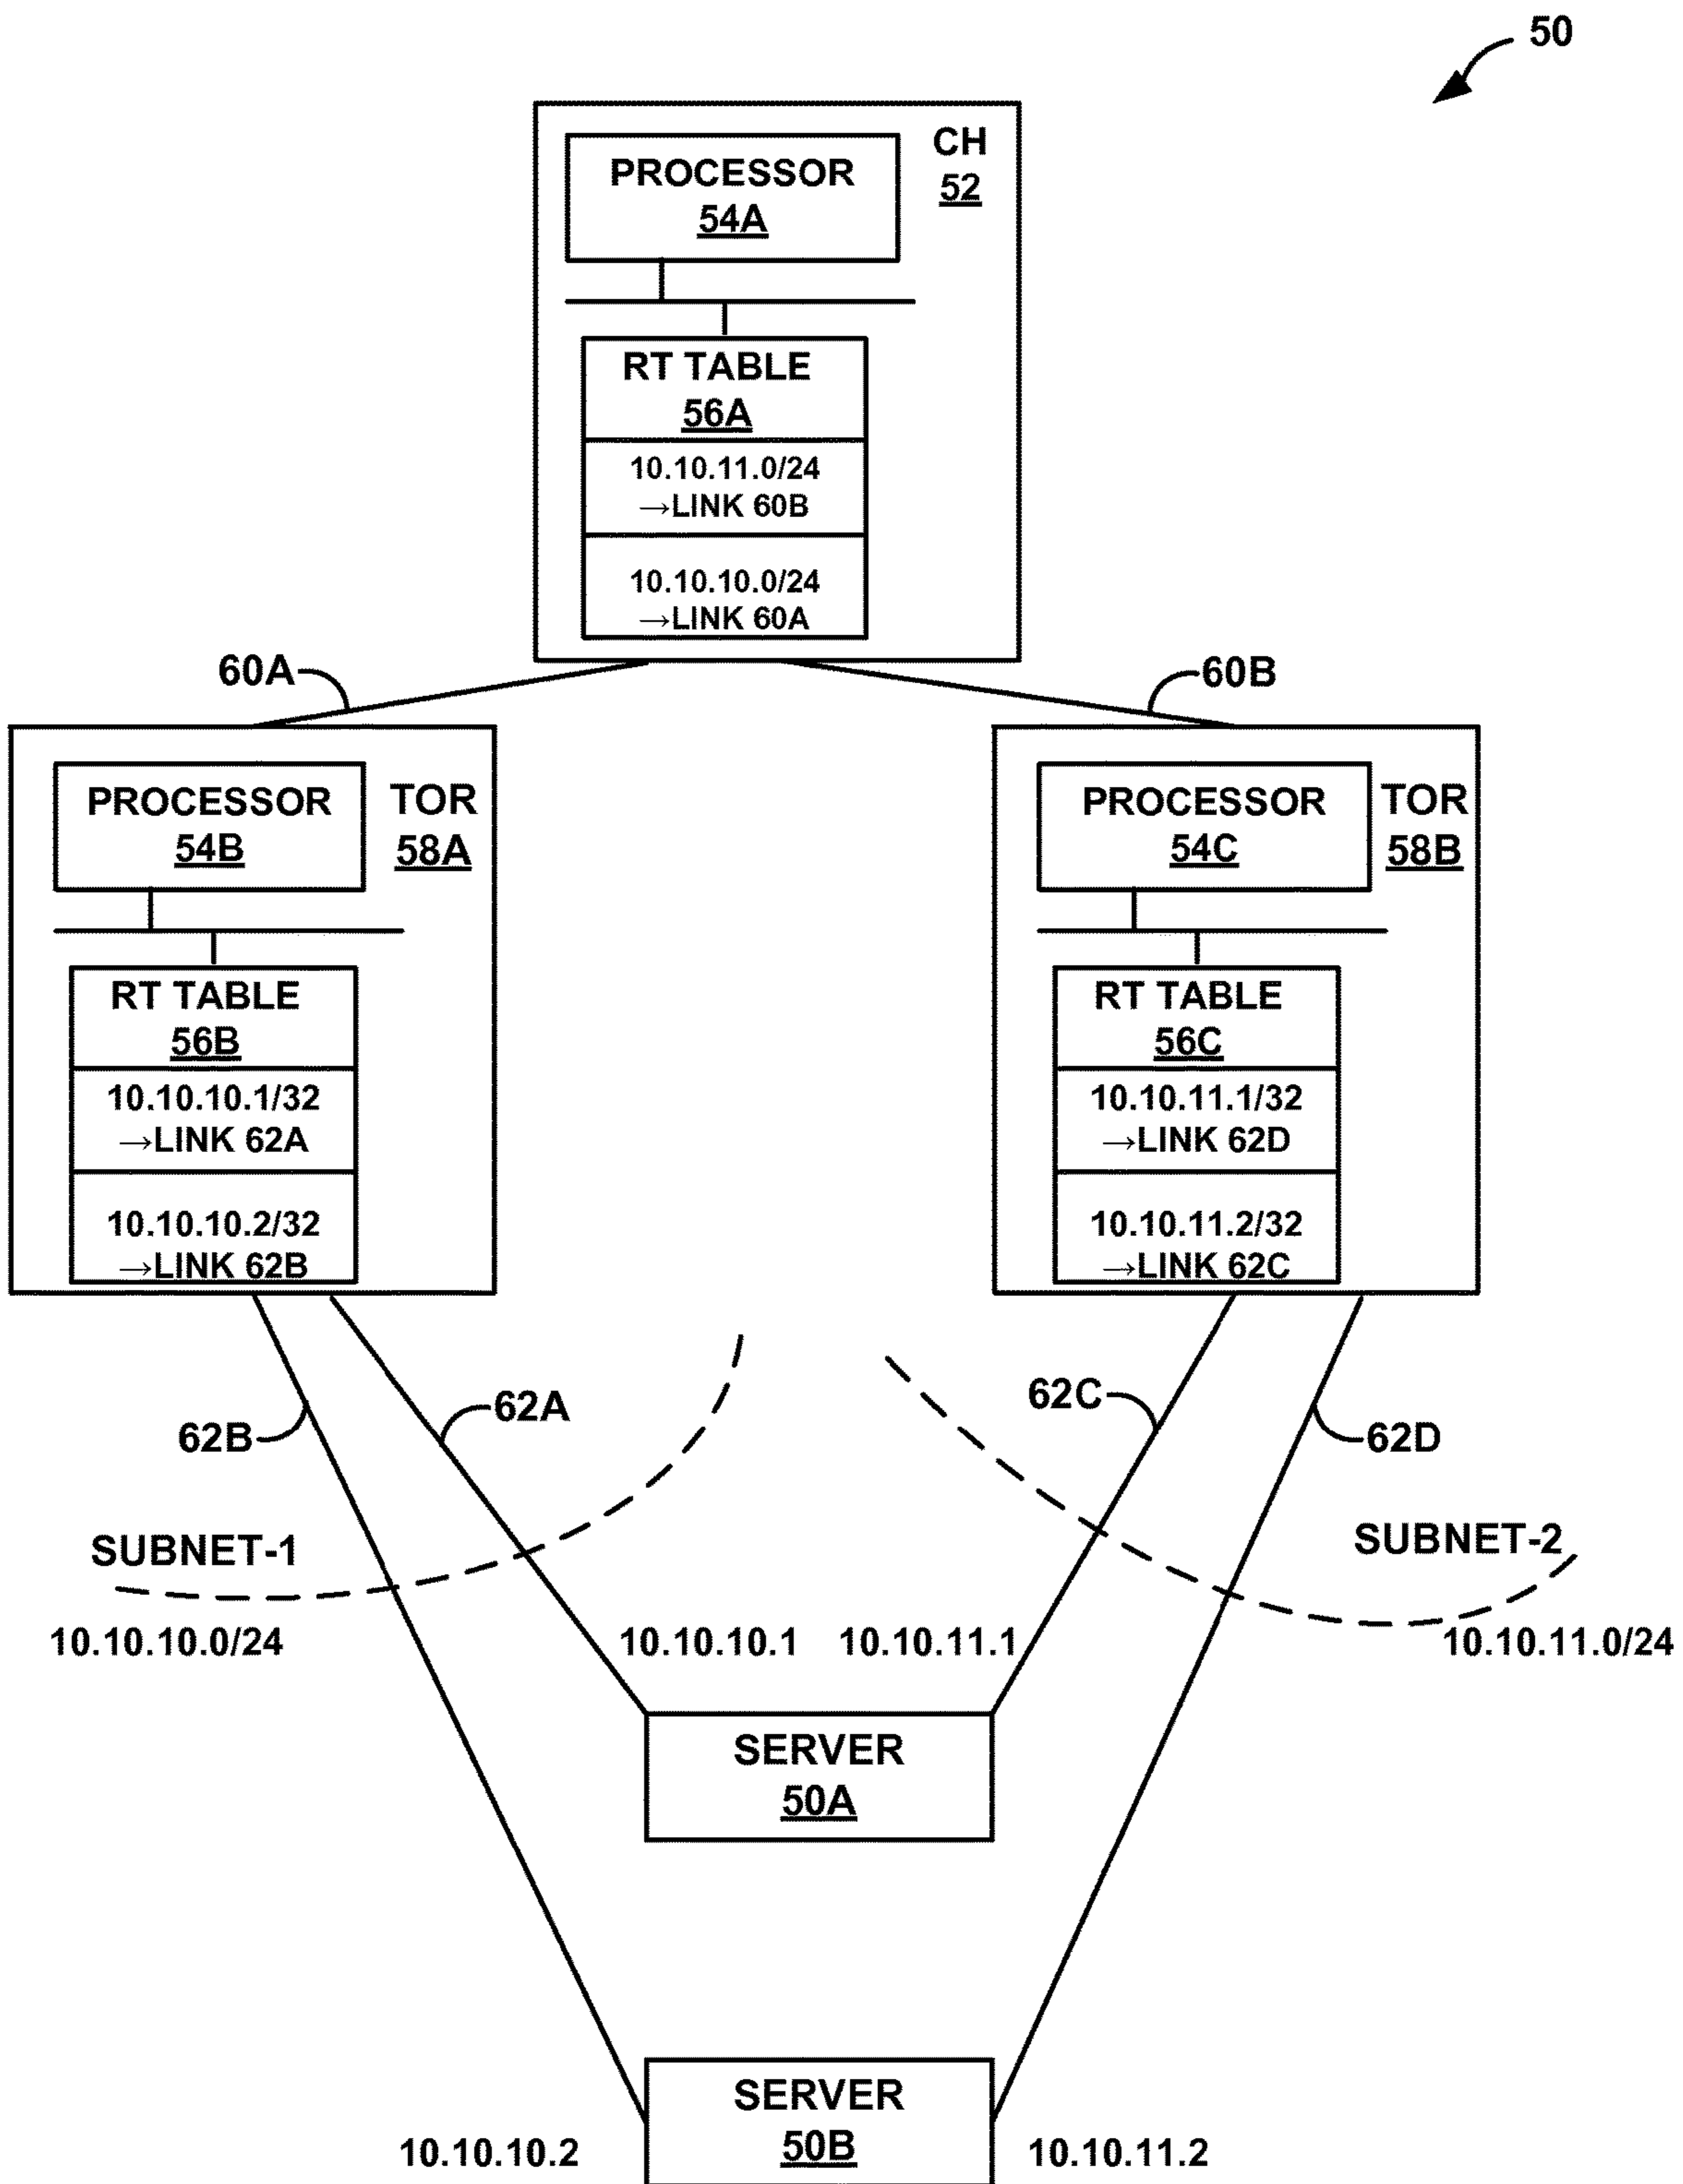 50
CH
52
PROCESSOR
54A
RT TABLE
56A
10.10.11.0/24
→LINK 60B
10.10.10.0/24
→LINK 60A
60A
60B
PROCESSOR
54B
TOR
58A
RT TABLE
56B
10.10.10.1/32
→LINK 62A
10.10.10.2/32
→LINK 62B
PROCESSOR
54C
TOR
58B
RT TABLE
56C
10.10.11.1/32
→LINK 62D
10.10.11.2/32
→LINK 62C
62B
62A
62C
62D
SUBNET-1
10.10.10.0/24
SUBNET-2
10.10.11.0/24
10.10.10.1
10.10.11.1
SERVER
50A
SERVER
50B
10.10.10.2
10.10.11.2